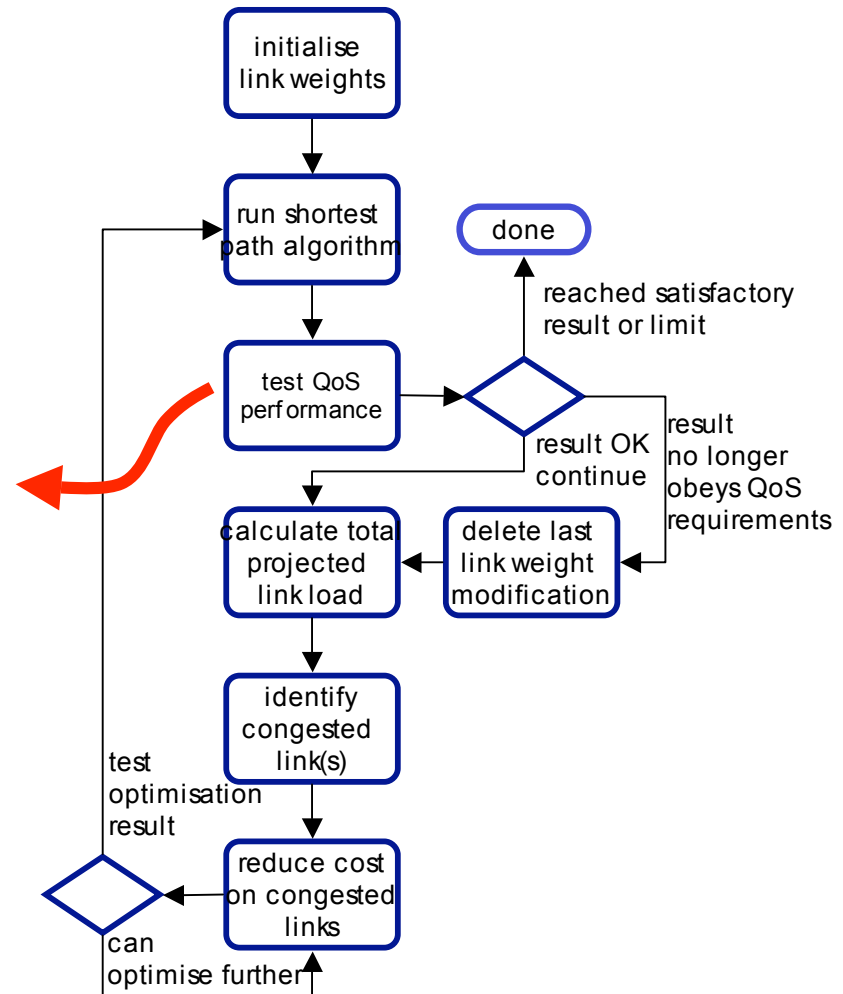 initialise
link weights
run shortest
path algorithm
done
reached satisfactory
result or limit
test QoS
performance
result OK
continue
result
no longer
obeys QoS
requirements
calculate total
projected
link load
delete last
link weight
modification
identify
congested
link(s)
test
optimisation
result
reduce cost
on congested
links
can
optimise further